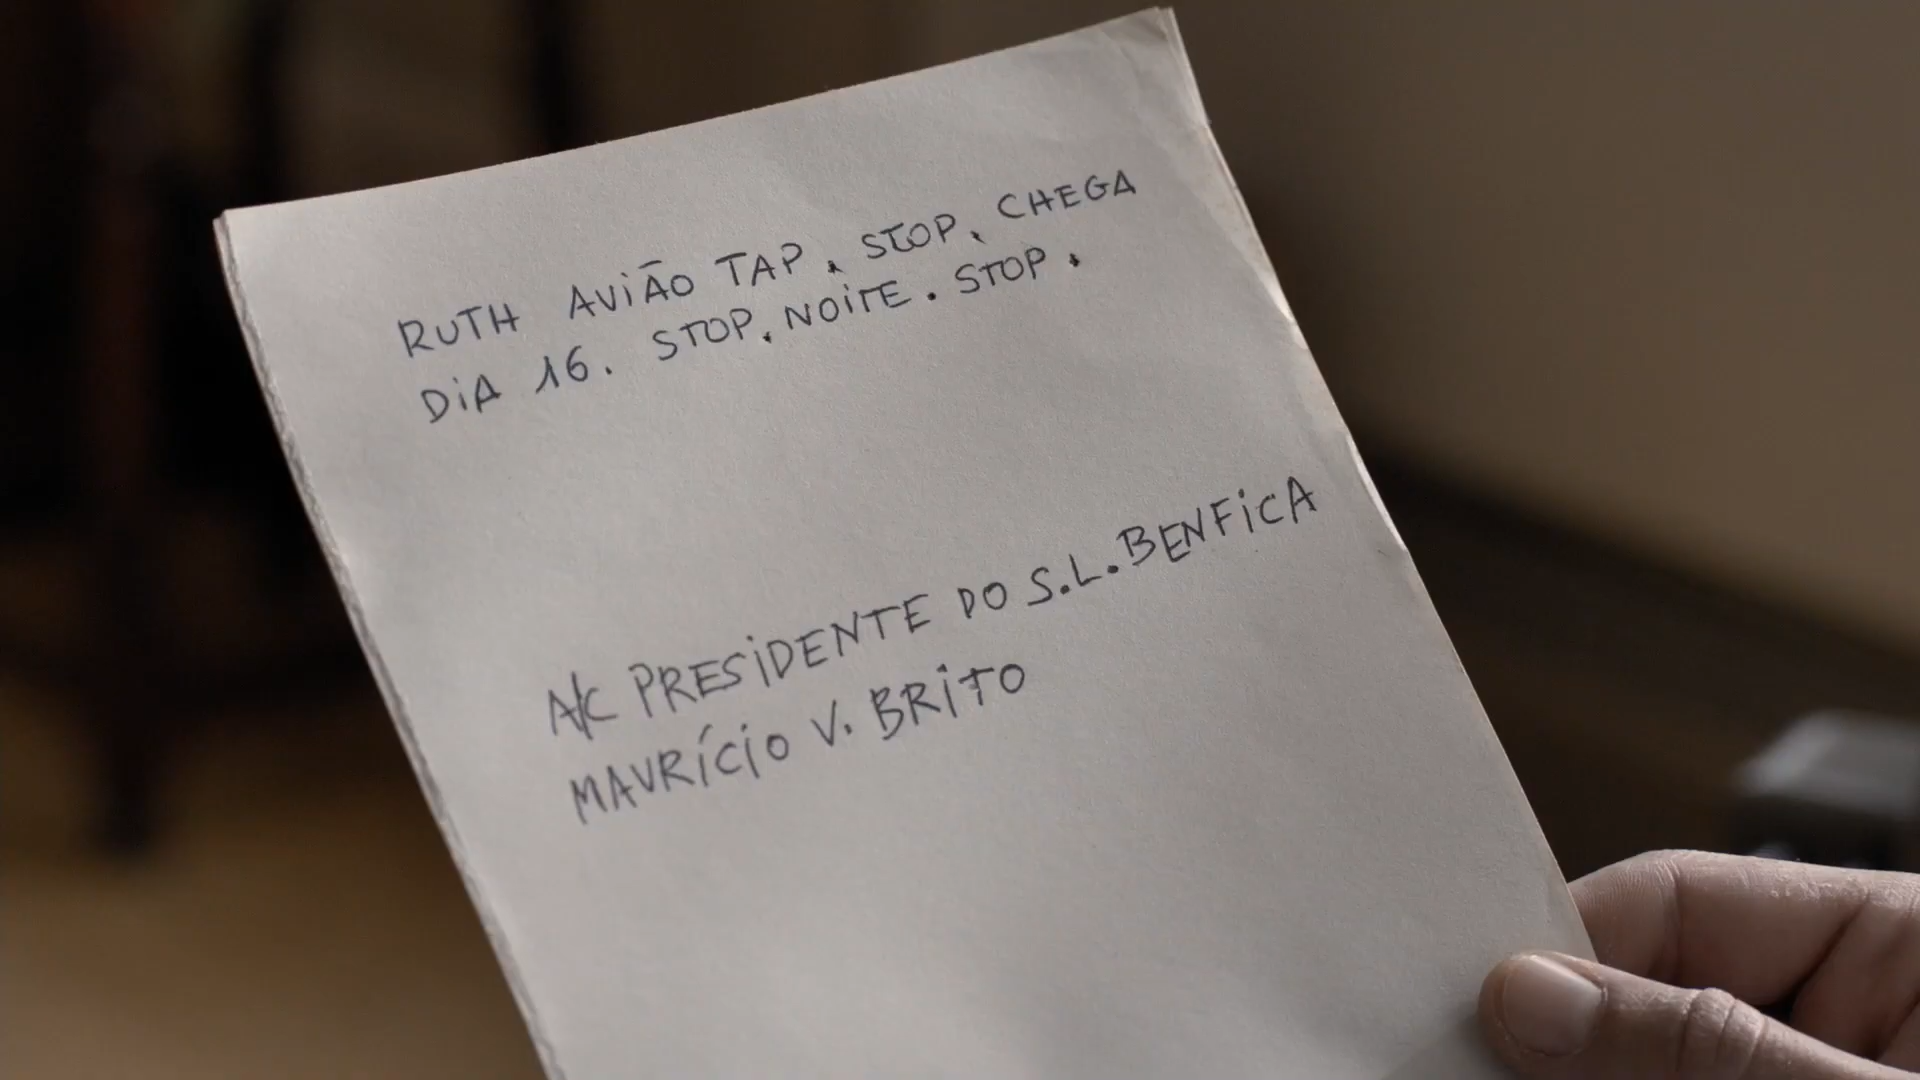 RUTH AVIÃO TAP. STOP. CHEGA
DIA 16. STOP. NOITE. STOP.
A/C PRESIDENTE DO S.L. BENFICA
MAURÍCIO V. BRITO